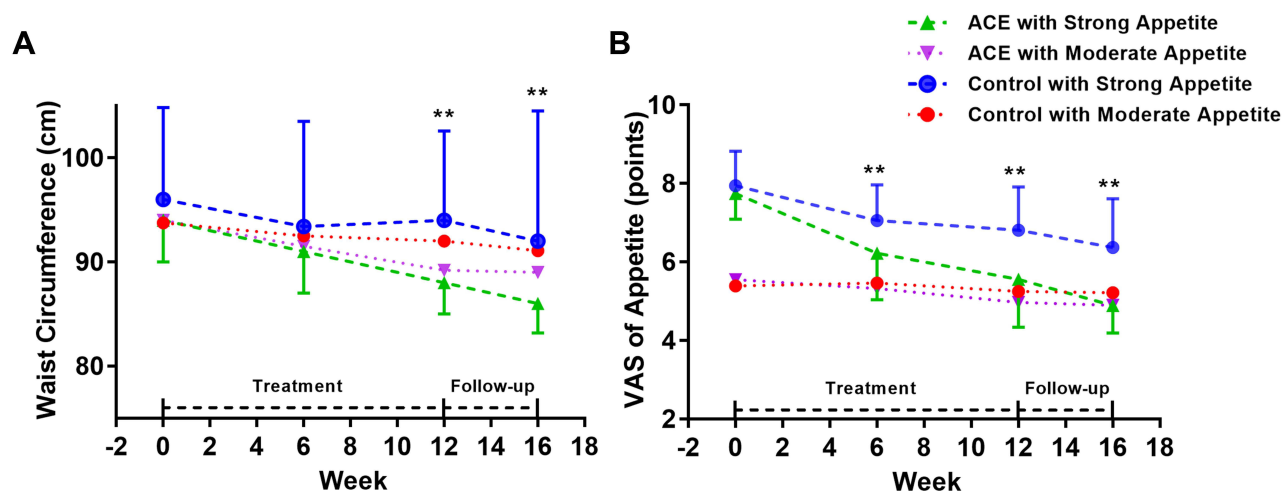 A
Waist Circumference (cm)
100
90
80
**
**
Treatment
Follow-up
-2 0 2 4 6 8 10 12 14 16 18
Week
B
ACE with Strong Appetite
ACE with Moderate Appetite
Control with Strong Appetite
Control with Moderate Appetite
VAS of Appetite (points)
10
8
6
4
2
**
**
**
Treatment
Follow-up
-2 0 2 4 6 8 10 12 14 16 18
Week